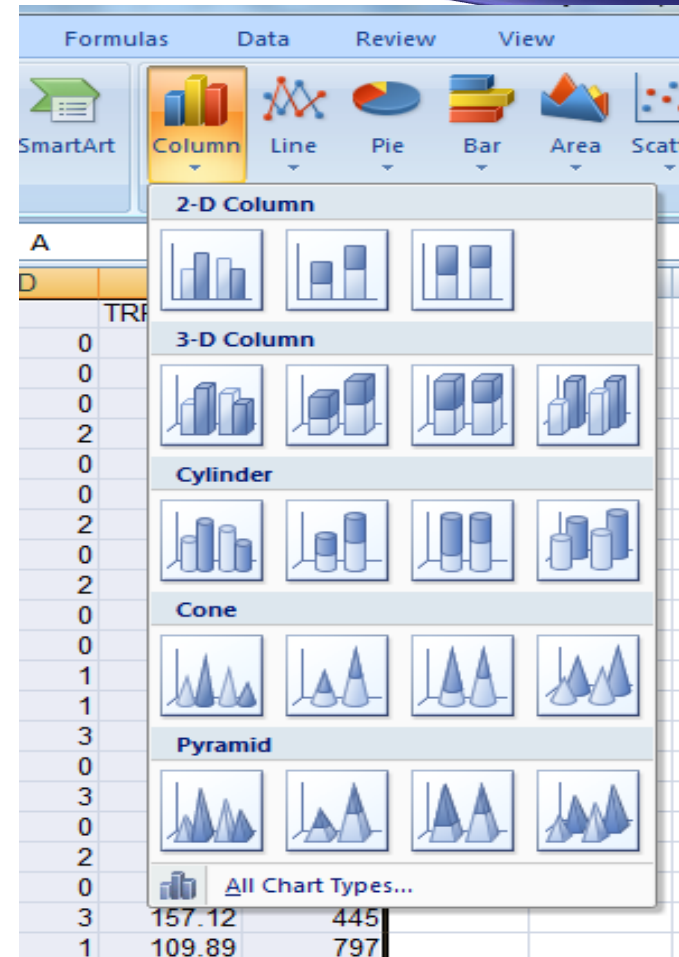 Formulas Data Review View
SmartArt Column Line Pie Bar Area
2-D Column
A
D
3-D Column
0
0
0
2
0
Cylinder
0
2
0
2
0
Cone
0
1
1
3
Pyramid
0
3
0
2
0 All Chart Types...
3 157.12 445
1 109.89 797